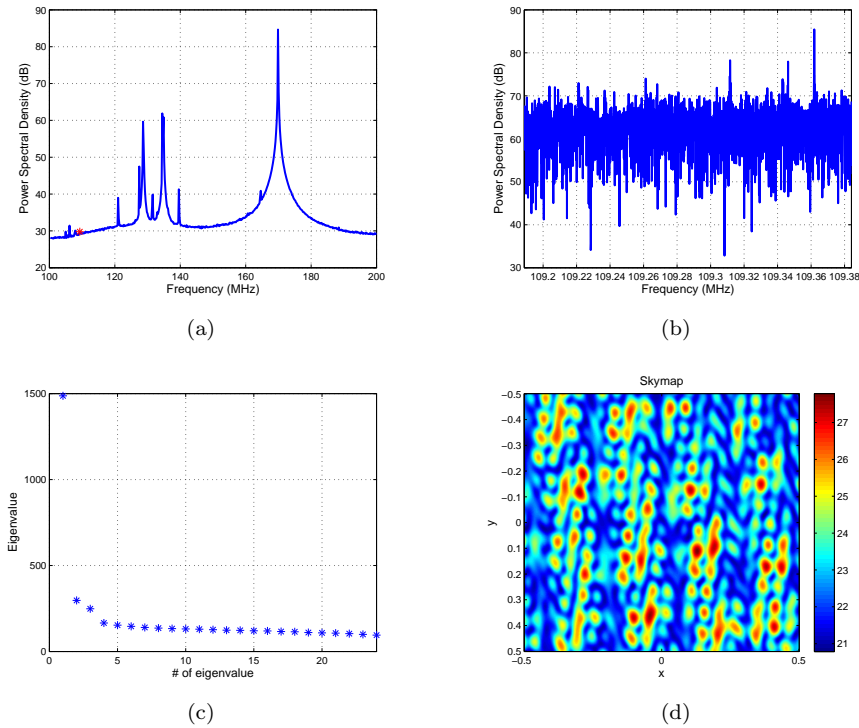 90
80
70
60
50
40
30
20
100 120 140 160 180 200
Power Spectral Density (dB)
Frequency (MHz)
(a)
90
80
70
60
50
40
30
109.2 109.22 109.24 109.26 109.28 109.3 109.32 109.34 109.36 109.38
Power Spectral Density (dB)
Frequency (MHz)
(b)
1500
1000
500
0
0 5 10 15 20
Eigenvalue
# of eigenvalue
(c)
Skymap
−0.5
−0.4
−0.3
−0.2
−0.1
0
0.1
0.2
0.3
0.4
0.5
−0.5 0 0.5
y
x
27
26
25
24
23
22
21
(d)